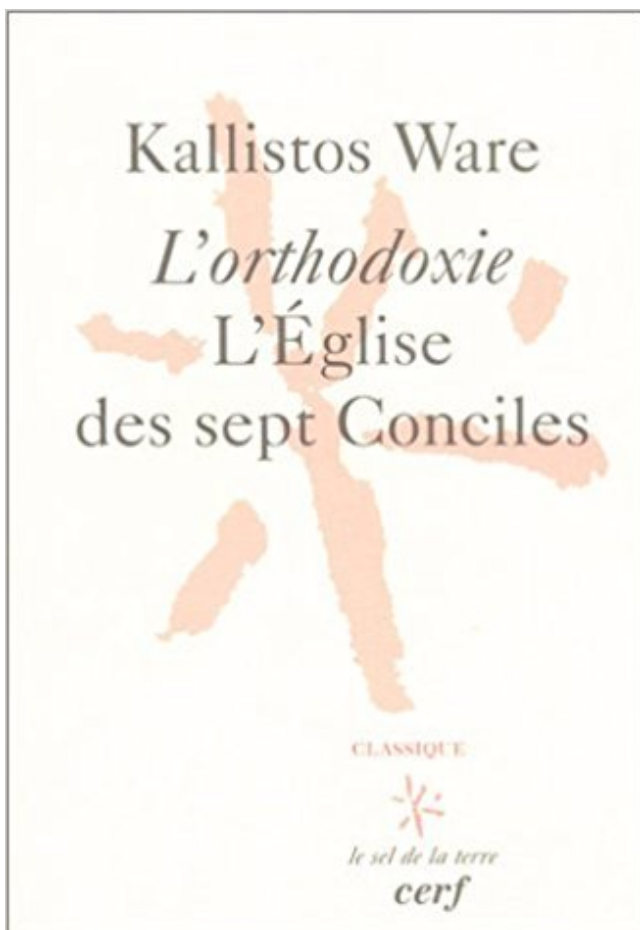 Kallistos Ware
L'orthodoxie
L'Église
des sept Conciles
CLASSIQUE
le sel de la terre
cerf